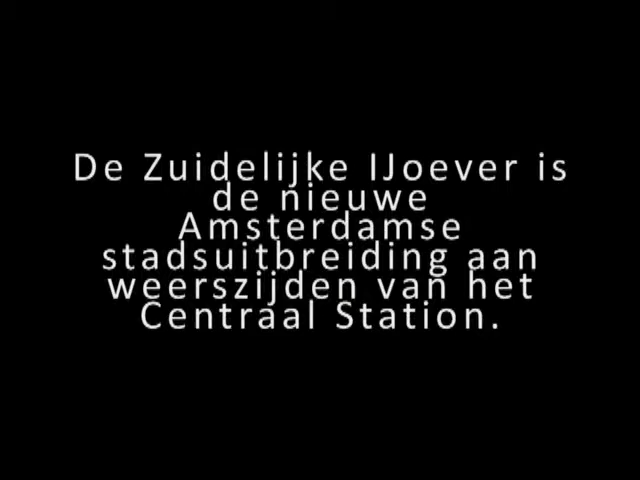 De Zuidelijke IJoever is
de nieuwe
Amsterdamse
stadsuitbreiding aan
weerszijden van het
Centraal Station.